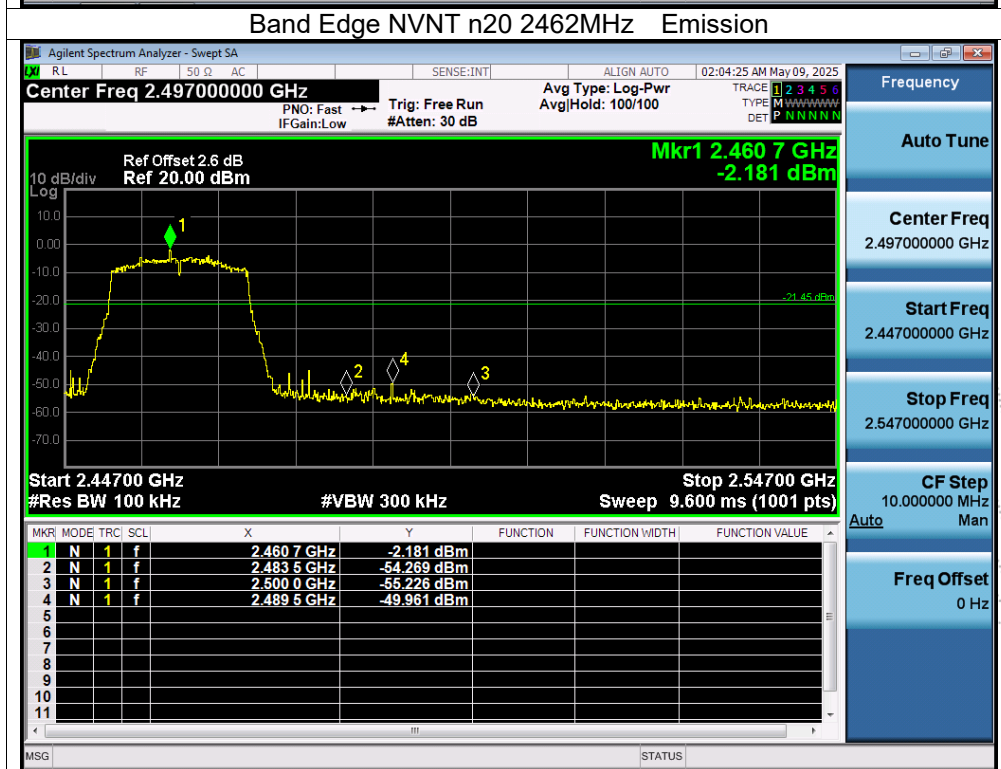 Band Edge NVNT n20 2462MHz Emission
Agilent Spectrum Analyzer - Swept SA
LXI RL RF 50 Ω AC SENSE:INT ALIGN AUTO 02:04:25 AM May 09, 2025
Center Freq 2.497000000 GHz
PNO: Fast
IFGain:Low
Trig: Free Run
#Atten: 30 dB
Avg Type: Log-Pwr
Avg|Hold: 100/100
TRACE 1 2 3 4 5 6
TYPE M WWWWW
DET P N N N N N
Frequency
Auto Tune
Center Freq
2.497000000 GHz
Start Freq
2.447000000 GHz
Stop Freq
2.547000000 GHz
CF Step
10.000000 MHz
Auto Man
Freq Offset
0 Hz
Mkr1 2.460 7 GHz
-2.181 dBm
Ref Offset 2.6 dB
10 dB/div Ref 20.00 dBm
Log
10.0
0.00
-10.0
-20.0
-30.0
-40.0
-50.0
-60.0
-70.0
1
-21.45 dBm
2
4
3
Start 2.44700 GHz Stop 2.54700 GHz
#Res BW 100 kHz #VBW 300 kHz Sweep 9.600 ms (1001 pts)
MKR MODE TRC SCL X Y FUNCTION FUNCTION WIDTH FUNCTION VALUE
1 N 1 f 2.460 7 GHz -2.181 dBm
2 N 1 f 2.483 5 GHz -54.269 dBm
3 N 1 f 2.500 0 GHz -55.226 dBm
4 N 1 f 2.489 5 GHz -49.961 dBm
5
6
7
8
9
10
11
MSG STATUS